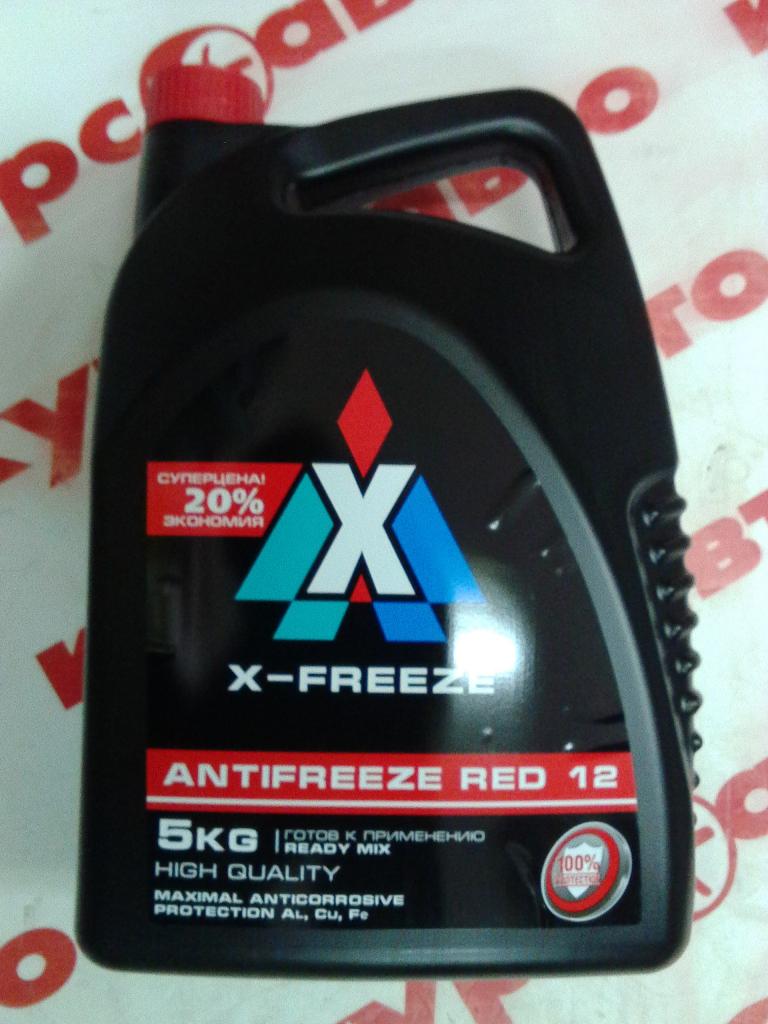 СУПЕРЦЕНА!
20%
ЭКОНОМИЯ
X
X-FREEZE
ANTIFREEZE RED 12
5KG
ГОТОВ К ПРИМЕНЕНИЮ
READY MIX
HIGH QUALITY
MAXIMAL ANTICORROSIVE
PROTECTION AL, CU, FE
100%
PROTECTION